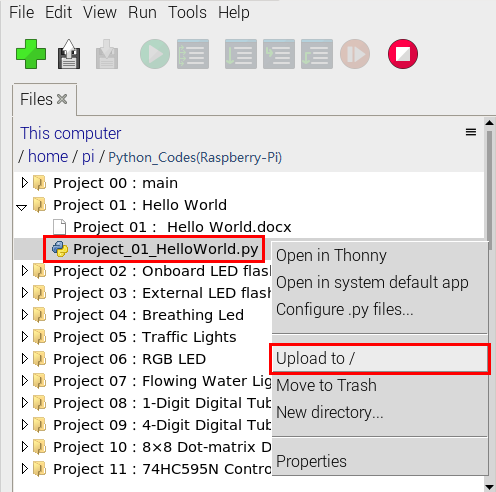 File Edit View Run Tools Help
Files
This computer
/ home / pi / Python_Codes(Raspberry-Pi)
Project 00 : main
Project 01 : Hello World
Project 01 : Hello World.docx
Project_01_HelloWorld.py
Project 02 : Onboard LED flas
Project 03 : External LED flas
Project 04 : Breathing Led
Project 05 : Traffic Lights
Project 06 : RGB LED
Project 07 : Flowing Water Lig
Project 08 : 1-Digit Digital Tub
Project 09 : 4-Digit Digital Tub
Project 10 : 8×8 Dot-matrix D
Project 11 : 74HC595N Contro
Open in Thonny
Open in system default app
Configure .py files...
Upload to /
Move to Trash
New directory...
Properties